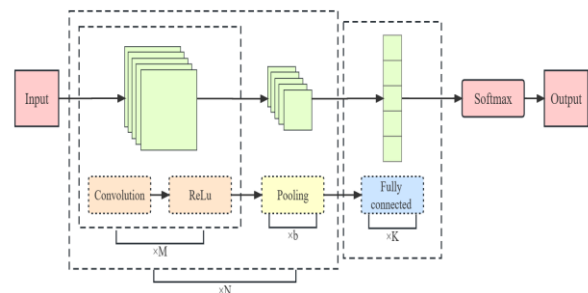 Input
Softmax
Output
Convolution
ReLu
Pooling
Fully
connected
×M
×b
×K
×N